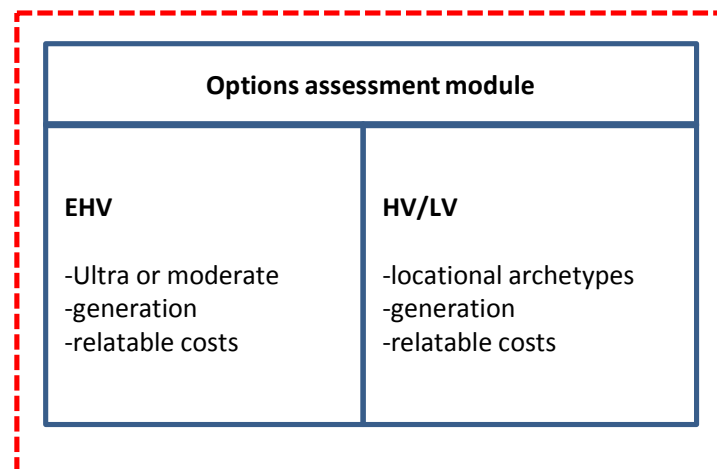 Options assessment module
EHV
-Ultra or moderate
-generation
-relatable costs
HV/LV
-locational archetypes
-generation
-relatable costs